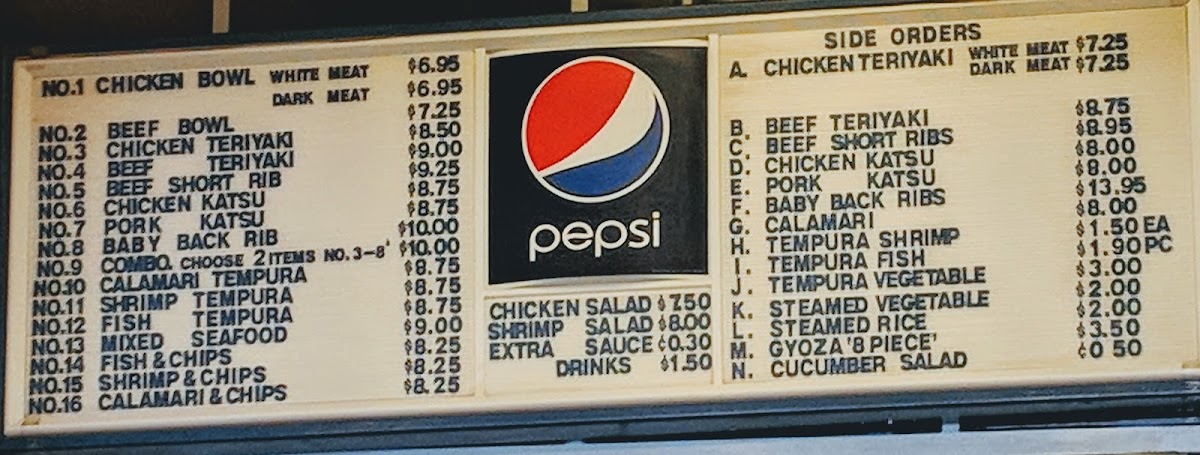 NO.1 CHICKEN BOWL WHITE MEAT $6.95
DARK MEAT $6.95
NO.2 BEEF BOWL $7.25
NO.3 CHICKEN TERIYAKI $8.50
NO.4 BEEF TERIYAKI $9.00
NO.5 BEEF SHORT RIB $9.25
NO.6 CHICKEN KATSU $8.75
NO.7 PORK KATSU $8.75
NO.8 BABY BACK RIB $10.00
NO.9 COMBO. CHOOSE 2 ITEMS NO.3-8' $10.00
NO.10 CALAMARI TEMPURA $8.75
NO.11 SHRIMP TEMPURA $8.75
NO.12 FISH TEMPURA $8.75
NO.13 MIXED SEAFOOD $9.00
NO.14 FISH & CHIPS $8.25
NO.15 SHRIMP & CHIPS $8.25
NO.16 CALAMARI & CHIPS $8.25
pepsi
CHICKEN SALAD $7.50
SHRIMP SALAD $8.00
EXTRA SAUCE ¢0.30
DRINKS $1.50
SIDE ORDERS
A. CHICKEN TERIYAKI WHITE MEAT $7.25
DARK MEAT $7.25
B. BEEF TERIYAKI $8.75
C. BEEF SHORT RIBS $8.95
D. CHICKEN KATSU $8.00
E. PORK KATSU $8.00
F. BABY BACK RIBS $13.95
G. CALAMARI $8.00
H. TEMPURA SHRIMP $1.50 EA
I. TEMPURA FISH $1.90 PC
J. TEMPURA VEGETABLE $3.00
K. STEAMED VEGETABLE $2.00
L. STEAMED RICE $2.00
M. GYOZA '8 PIECE' $3.50
N. CUCUMBER SALAD ¢0 50